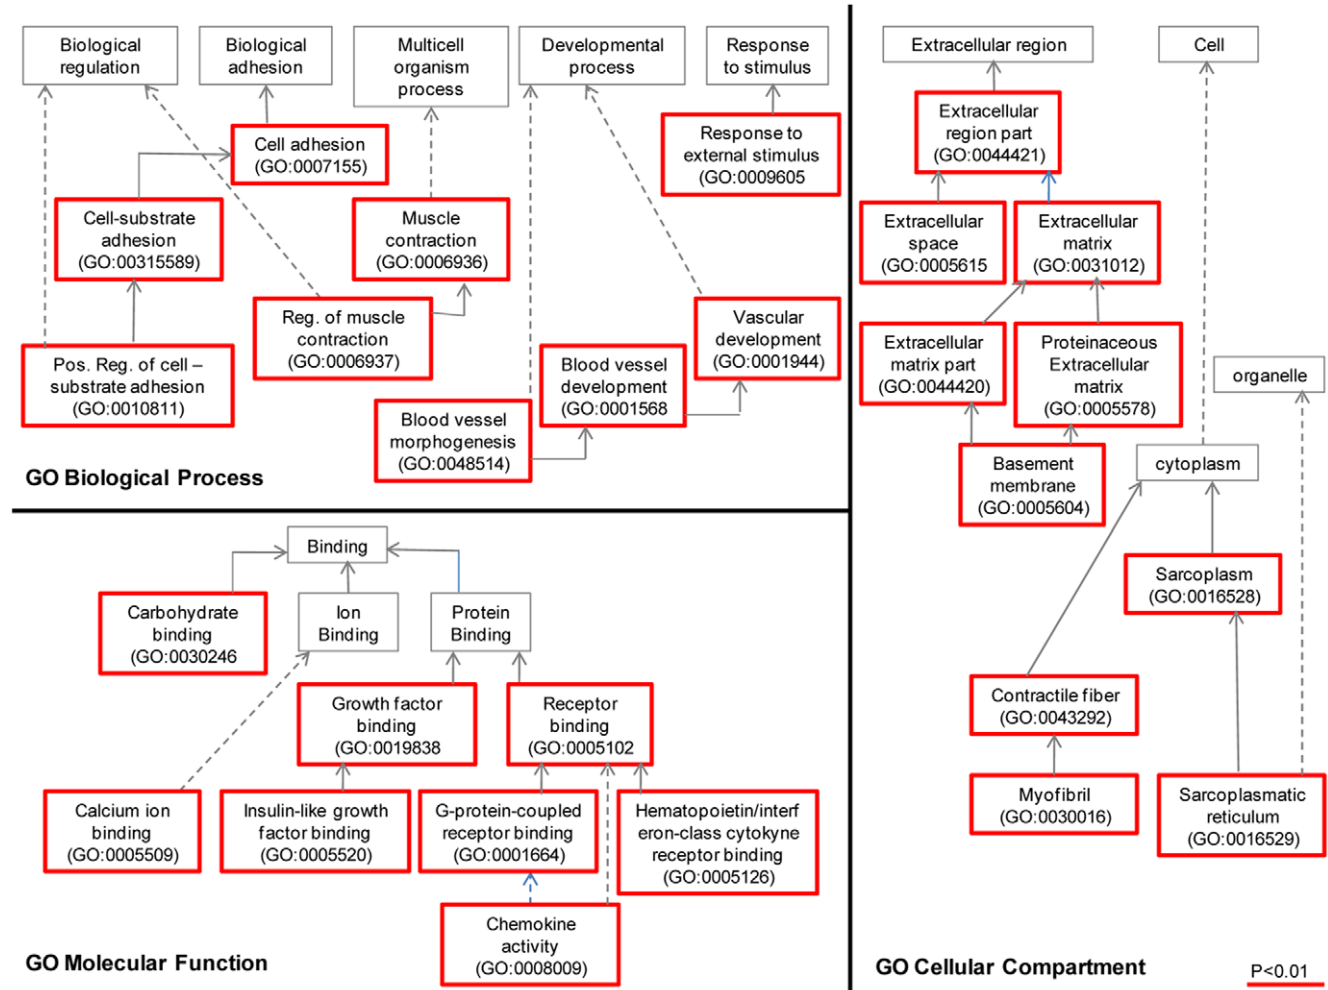 Biological
regulation
Biological
adhesion
Multicell
organism
process
Developmental
process
Response
to stimulus
Cell adhesion
(GO:0007155)
Response to
external stimulus
(GO:0009605
Cell-substrate
adhesion
(GO:00315589)
Muscle
contraction
(GO:0006936)
Reg. of muscle
contraction
(GO:0006937)
Vascular
development
(GO:0001944)
Pos. Reg. of cell –
substrate adhesion
(GO:0010811)
Blood vessel
development
(GO:0001568
Blood vessel
morphogenesis
(GO:0048514)
GO Biological Process
Binding
Carbohydrate
binding
(GO:0030246
Ion
Binding
Protein
Binding
Growth factor
binding
(GO:0019838
Receptor
binding
(GO:0005102
Calcium ion
binding
(GO:0005509)
Insulin-like growth
factor binding
(GO:0005520)
G-protein-coupled
receptor binding
(GO:0001664)
Hematopoietin/interf
eron-class cytokyne
receptor binding
(GO:0005126)
Chemokine
activity
(GO:0008009)
GO Molecular Function
Extracellular region
Cell
Extracellular
region part
(GO:0044421)
Extracellular
space
(GO:0005615
Extracellular
matrix
(GO:0031012)
Extracellular
matrix part
(GO:0044420)
Proteinaceous
Extracellular
matrix
(GO:0005578)
organelle
Basement
membrane
(GO:0005604)
cytoplasm
Sarcoplasm
(GO:0016528)
Contractile fiber
(GO:0043292)
Myofibril
(GO:0030016)
Sarcoplasmatic
reticulum
(GO:0016529)
GO Cellular Compartment
P<0.01